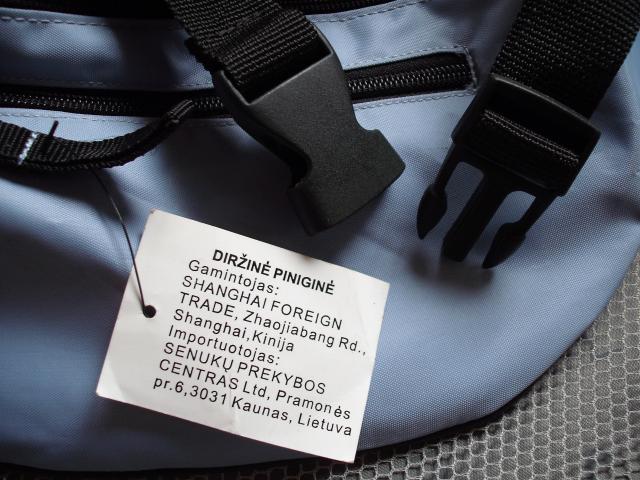 DIRŽINĖ PINIGINĖ
Gamintojas:
SHANGHAI FOREIGN
TRADE, Zhaojiabang Rd.,
Shanghai,Kinija
Importuotojas:
SENUKŲ PREKYBOS
CENTRAS Ltd, Pramonės
pr.6,3031 Kaunas, Lietuva